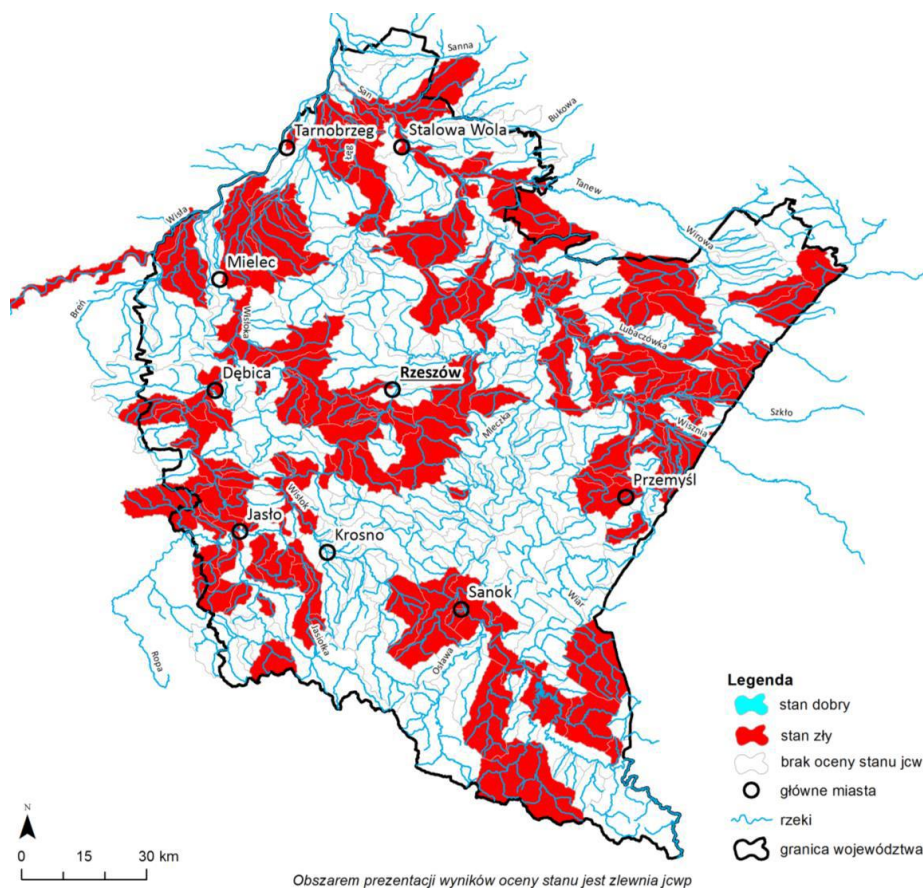 Sanna
San
Bukowa
Tarnobrzeg
Stalowa Wola
Łęg
Tanew
Wisła
Wirowa
Mielec
Breń
Wisłoka
Lubaczówka
Dębica
Rzeszów
Szkło
Mleczka
Wisznia
Przemyśl
Wisłok
Jasło
Krosno
Sanok
Wiar
Ropa
Jasiołka
Osława
Legenda
stan dobry
stan zły
brak oceny stanu jcw
główne miasta
rzeki
granica województwa
N
0 15 30 km
Obszarem prezentacji wyników oceny stanu jest zlewnia jcwp